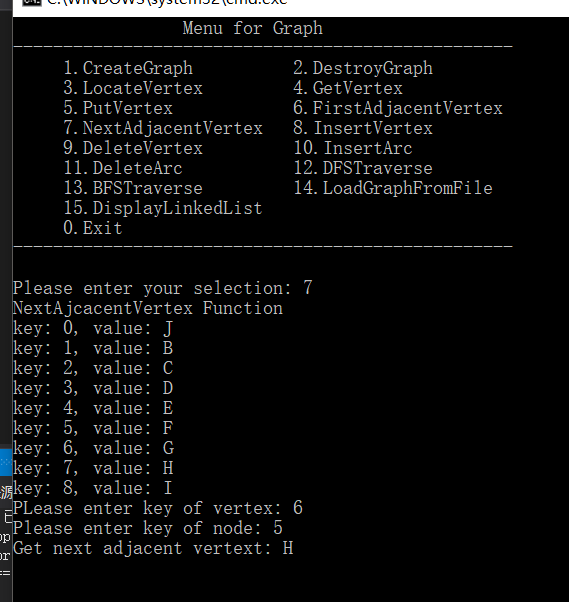 C:\WINDOWS\system32\cmd.exe
Menu for Graph
--------------------------------------------------
1.CreateGraph 2.DestroyGraph
3.LocateVertex 4.GetVertex
5.PutVertex 6.FirstAdjacentVertex
7.NextAdjacentVertex 8.InsertVertex
9.DeleteVertex 10.InsertArc
11.DeleteArc 12.DFSTraverse
13.BFSTraverse 14.LoadGraphFromFile
15.DisplayLinkedList
0.Exit
--------------------------------------------------
Please enter your selection: 7
NextAjcacentVertex Function
key: 0, value: J
key: 1, value: B
key: 2, value: C
key: 3, value: D
key: 4, value: E
key: 5, value: F
key: 6, value: G
key: 7, value: H
key: 8, value: I
PLease enter key of vertex: 6
Please enter key of node: 5
Get next adjacent vertext: H
源
已
op
or
==